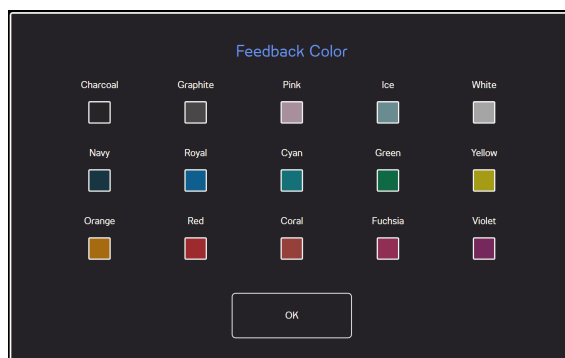 Feedback Color
Charcoal Graphite Pink Ice White
Navy Royal Cyan Green Yellow
Orange Red Coral Fuchsia Violet
OK